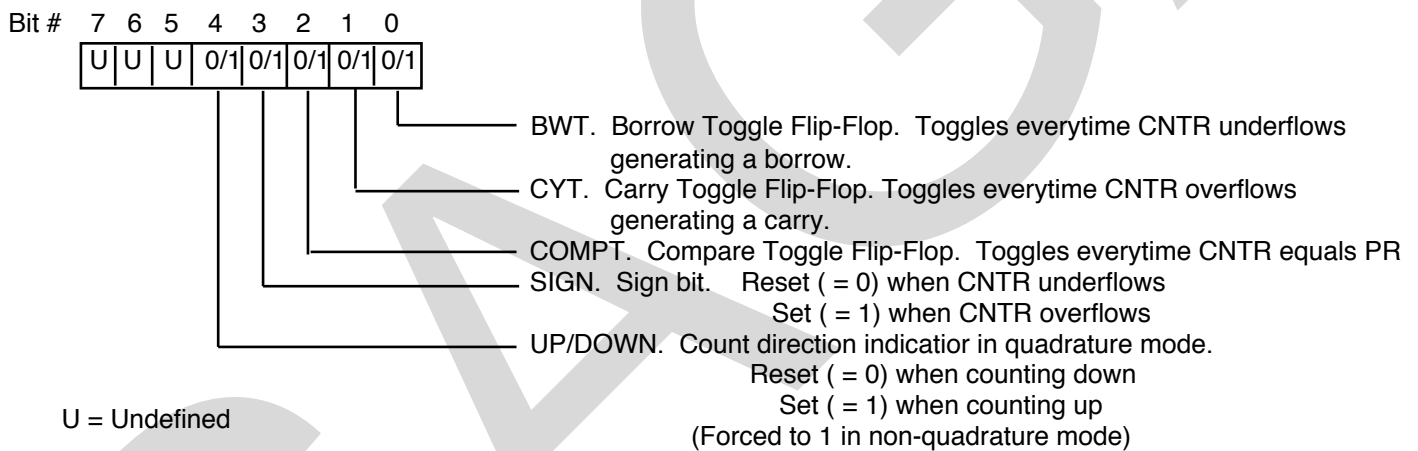 Bit # 7 6 5 4 3 2 1 0
U U U 0/1 0/1 0/1 0/1 0/1
BWT. Borrow Toggle Flip-Flop. Toggles everytime CNTR underflows
generating a borrow.
CYT. Carry Toggle Flip-Flop. Toggles everytime CNTR overflows
generating a carry.
COMPT. Compare Toggle Flip-Flop. Toggles everytime CNTR equals PR
SIGN. Sign bit. Reset ( = 0) when CNTR underflows
Set ( = 1) when CNTR overflows
UP/DOWN. Count direction indicatior in quadrature mode.
Reset ( = 0) when counting down
Set ( = 1) when counting up
U = Undefined
(Forced to 1 in non-quadrature mode)